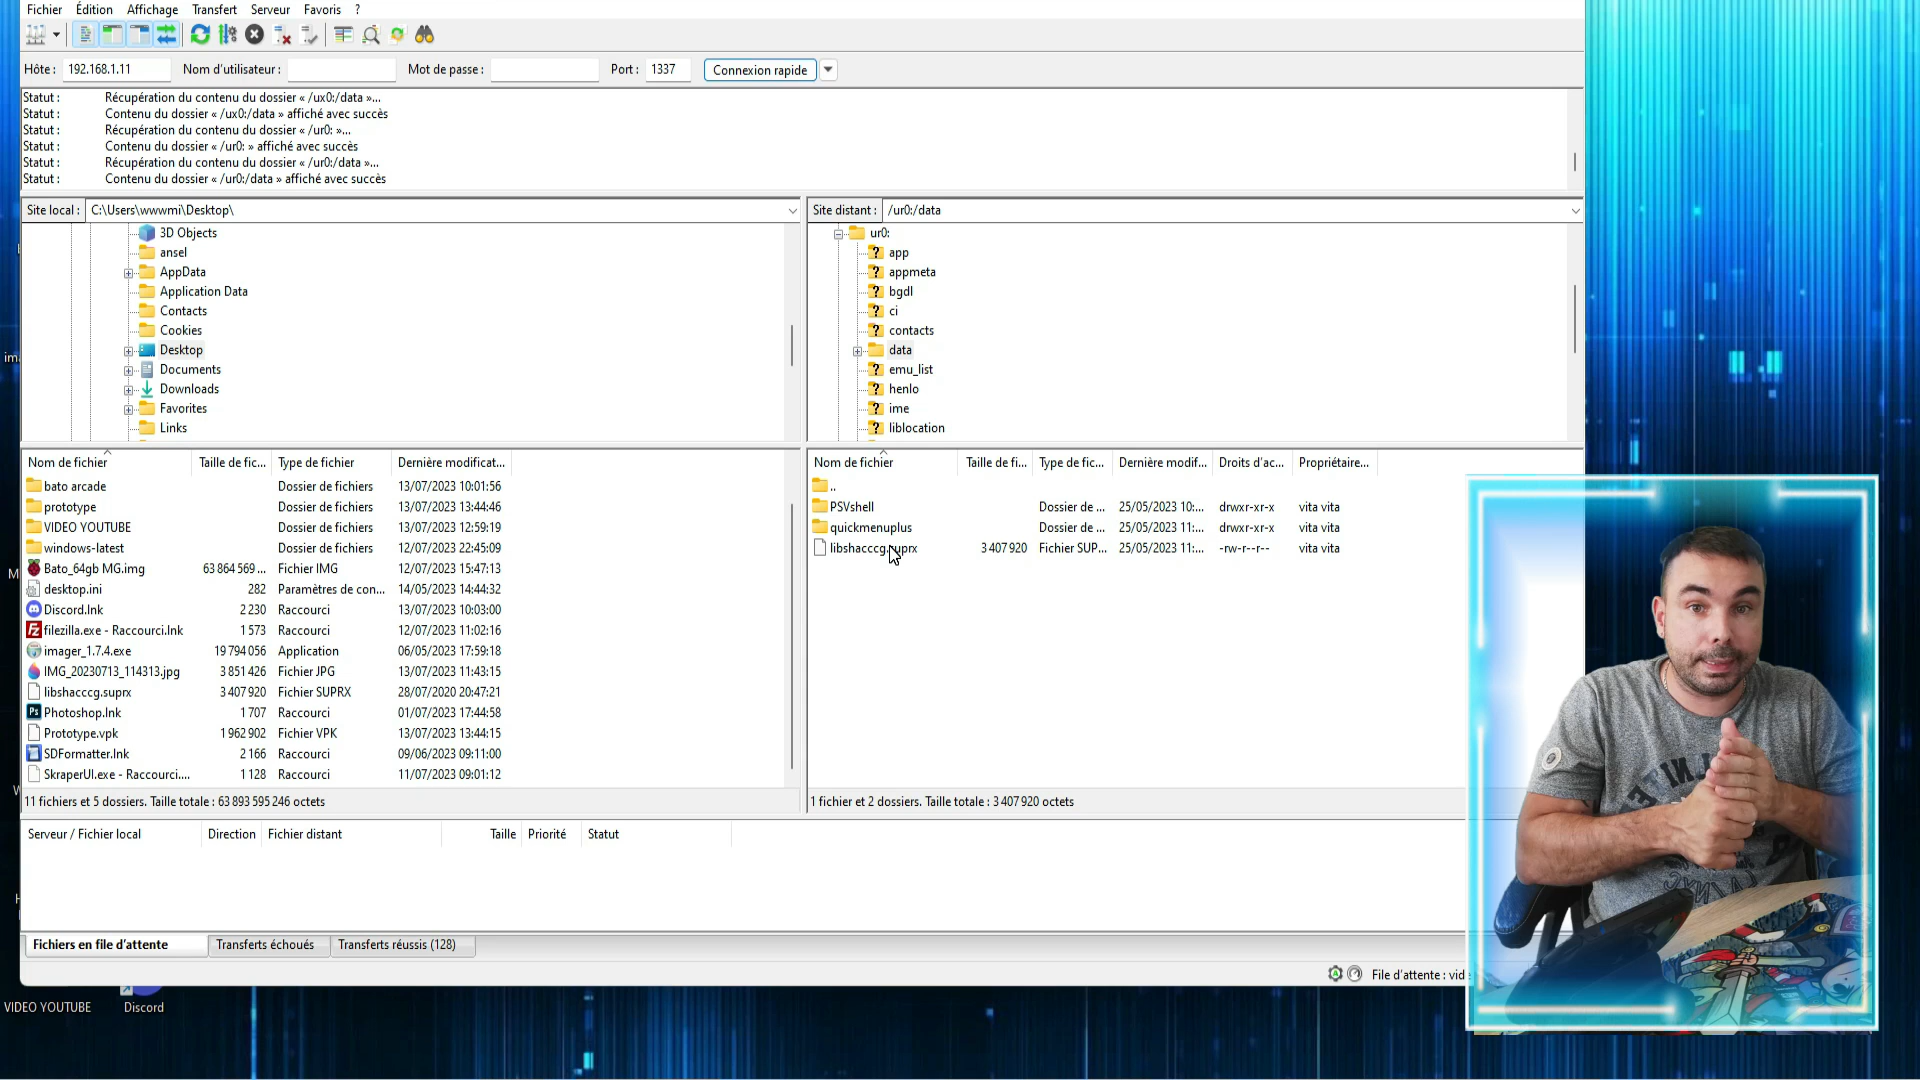 Fichier Édition Affichage Transfert Serveur Favoris ?
Hôte : 192.168.1.11 Nom d'utilisateur : Mot de passe : Port : 1337 Connexion rapide
Statut : Récupération du contenu du dossier « /ux0:/data »...
Statut : Contenu du dossier « /ux0:/data » affiché avec succès
Statut : Récupération du contenu du dossier « /ur0: »...
Statut : Contenu du dossier « /ur0: » affiché avec succès
Statut : Récupération du contenu du dossier « /ur0:/data »...
Statut : Contenu du dossier « /ur0:/data » affiché avec succès
Site local : C:\Users\wwwmi\Desktop\
3D Objects
ansel
AppData
Application Data
Contacts
Cookies
Desktop
Documents
Downloads
Favorites
Links
Site distant : /ur0:/data
ur0:
app
appmeta
bgdl
ci
contacts
data
emu_list
henlo
ime
liblocation
Nom de fichier Taille de fic... Type de fichier Dernière modificat...
bato arcade Dossier de fichiers 13/07/2023 10:01:56
prototype Dossier de fichiers 13/07/2023 13:44:46
VIDEO YOUTUBE Dossier de fichiers 13/07/2023 12:59:19
windows-latest Dossier de fichiers 12/07/2023 22:45:09
Bato_64gb MG.img 63 864 569 ... Fichier IMG 12/07/2023 15:47:13
desktop.ini 282 Paramètres de con... 14/05/2023 14:44:32
Discord.lnk 2 230 Raccourci 13/07/2023 10:03:00
filezilla.exe - Raccourci.lnk 1 573 Raccourci 12/07/2023 11:02:16
imager_1.7.4.exe 19 794 056 Application 06/05/2023 17:59:18
IMG_20230713_114313.jpg 3 851 426 Fichier JPG 13/07/2023 11:43:15
libshacccg.suprx 3 407 920 Fichier SUPRX 28/07/2020 20:47:21
Photoshop.lnk 1 707 Raccourci 01/07/2023 17:44:58
Prototype.vpk 1 962 902 Fichier VPK 13/07/2023 13:44:15
SDFormatter.lnk 2 166 Raccourci 09/06/2023 09:11:00
SkraperUI.exe - Raccourci.... 1 128 Raccourci 11/07/2023 09:01:12
11 fichiers et 5 dossiers. Taille totale : 63 893 595 246 octets
Nom de fichier Taille de fi... Type de fic... Dernière modif... Droits d'ac... Propriétaire...
..
PSVshell Dossier de ... 25/05/2023 10:... drwxr-xr-x vita vita
quickmenuplus Dossier de ... 25/05/2023 11:... drwxr-xr-x vita vita
libshacccg.suprx 3 407 920 Fichier SUP... 25/05/2023 11:... -rw-r--r-- vita vita
1 fichier et 2 dossiers. Taille totale : 3 407 920 octets
Serveur / Fichier local Direction Fichier distant Taille Priorité Statut
Fichiers en file d'attente Transferts échoués Transferts réussis (128)
File d'attente : vid
VIDEO YOUTUBE Discord